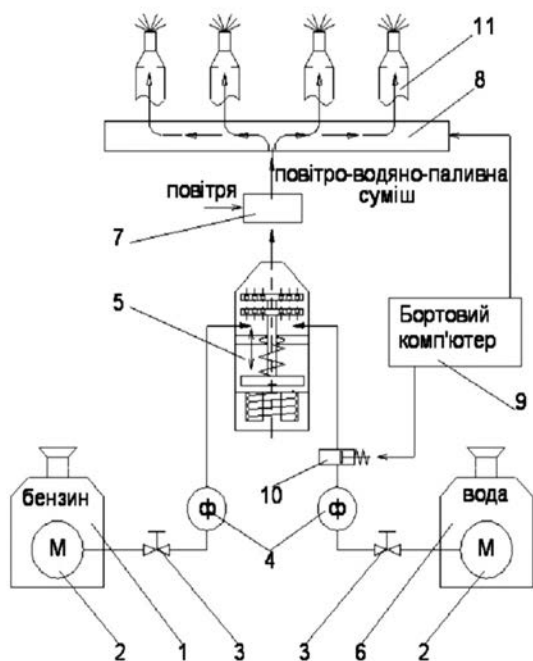 11
8
повітро-водяно-паливна
суміш
повітря
7
5
Бортовий
комп'ютер
9
10
бензин
вода
Ф
Ф
4
М
М
2
1
3
3
6
2